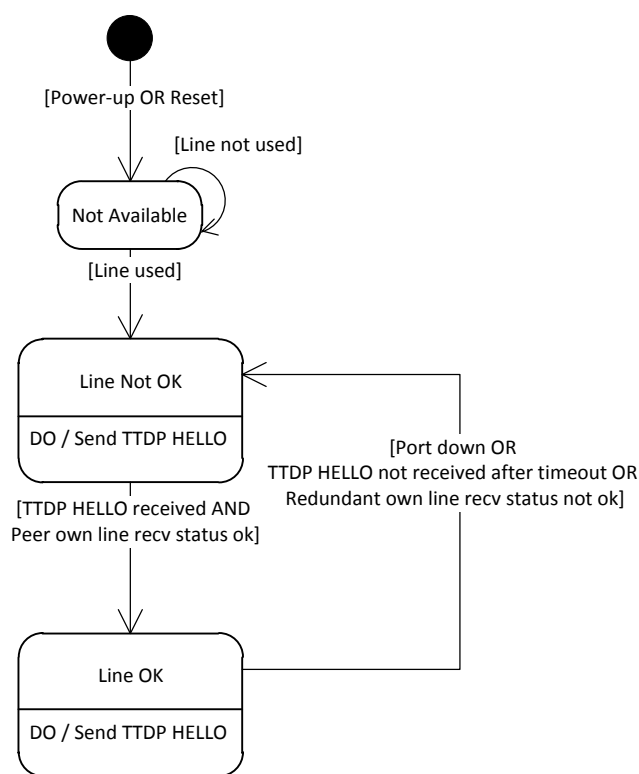 [Power-up OR Reset]
[Line not used]
Not Available
[Line used]
Line Not OK
DO / Send TTDP HELLO
[Port down OR
TTDP HELLO not received after timeout OR
Redundant own line recv status not ok]
[TTDP HELLO received AND
Peer own line recv status ok]
Line OK
DO / Send TTDP HELLO